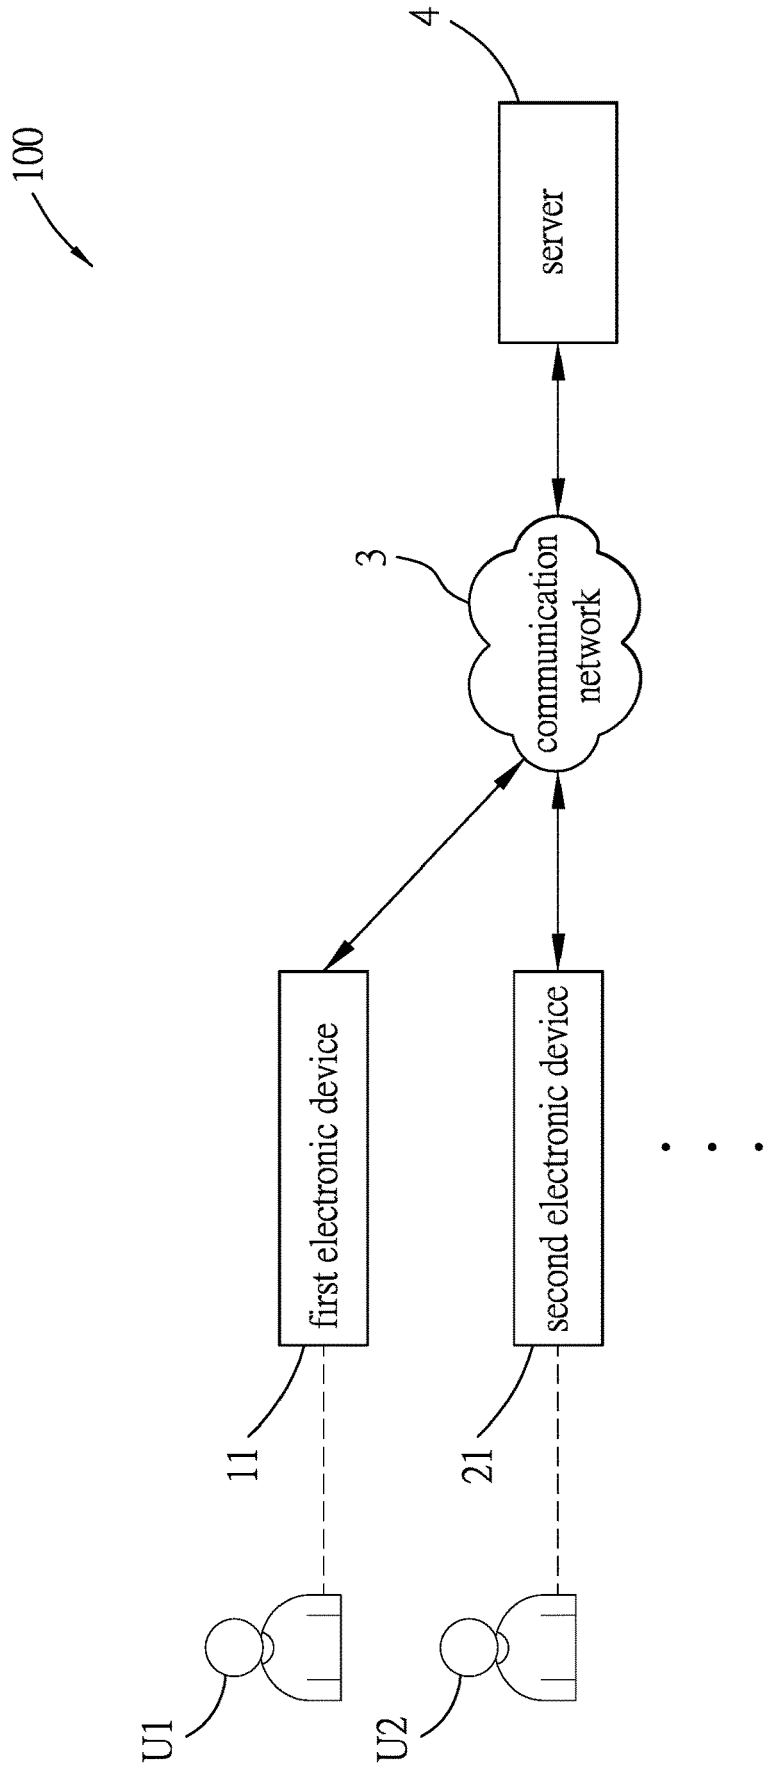 100
U1
11
first electronic device
U2
21
second electronic device
3
communication
network
4
server